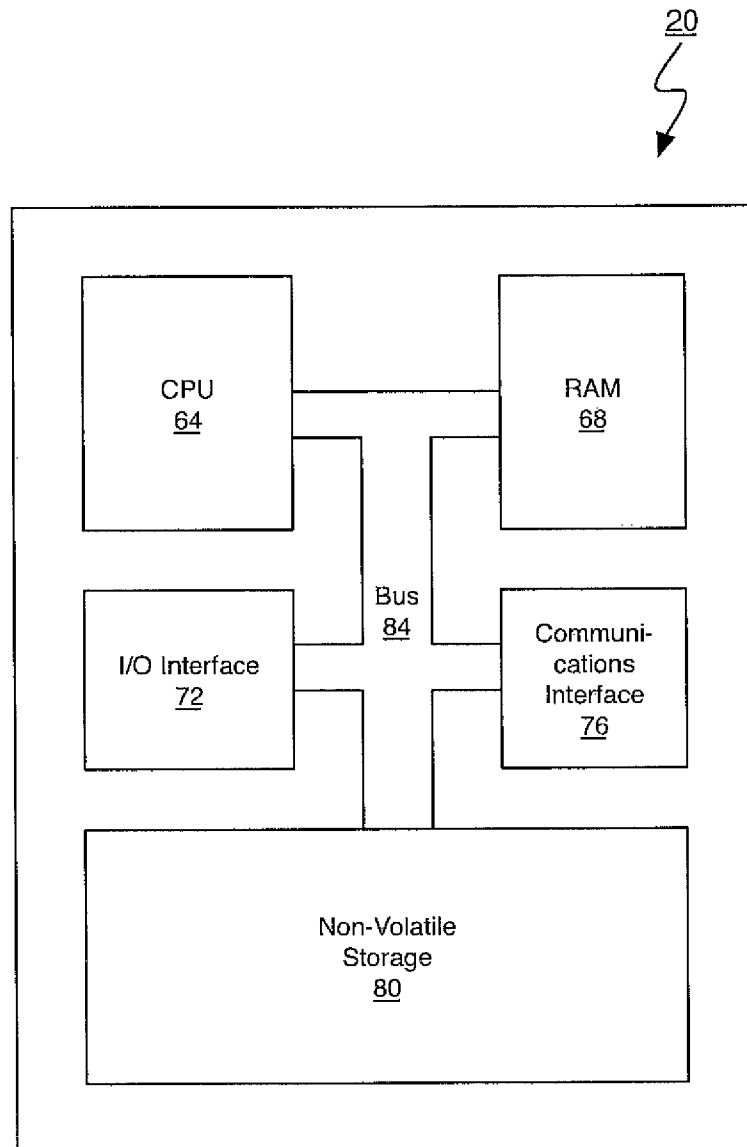 20
CPU
64
RAM
68
Bus
84
I/O Interface
72
Communi-
cations
Interface
76
Non-Volatile
Storage
80